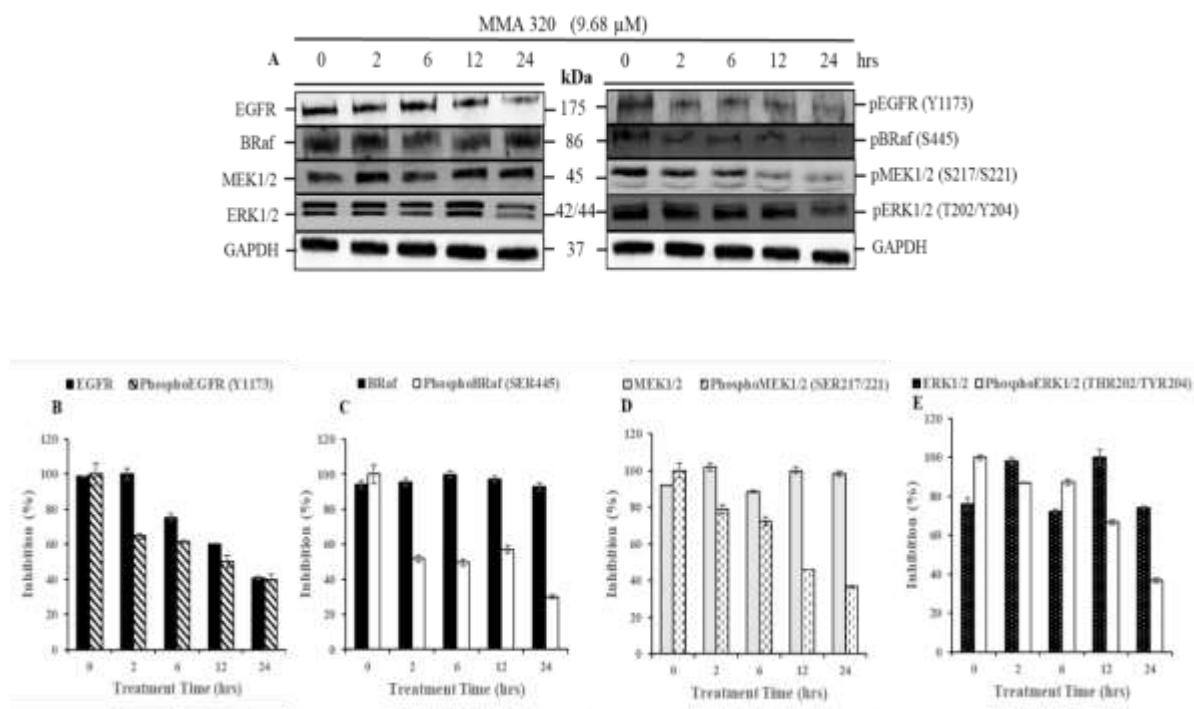 MMA 320 (9.68 µM)
A 0 2 6 12 24 kDa 0 2 6 12 24 hrs
EGFR 175 pEGFR (Y1173)
BRaf 86 pBRaf (S445)
MEK1/2 45 pMEK1/2 (S217/S221)
ERK1/2 42/44 pERK1/2 (T202/Y204)
GAPDH 37 GAPDH
EGFR PhosphoEGFR (Y1173)
B
Inhibition (%)
120
100
80
60
40
20
0
0 2 6 12 24
Treatment Time (hrs)
BRaf PhosphoBRaf (SER445)
C
Inhibition (%)
120
100
80
60
40
20
0
0 2 6 12 24
Treatment Time (hrs)
MEK1/2 PhosphoMEK1/2 (SER217/221)
D
Inhibition (%)
120
100
80
60
40
20
0
0 2 6 12 24
Treatment Time (hrs)
ERK1/2 PhosphoERK1/2 (THR202/TYR204)
E
Inhibition (%)
120
100
80
60
40
20
0
0 2 6 12 24
Treatment Time (hrs)